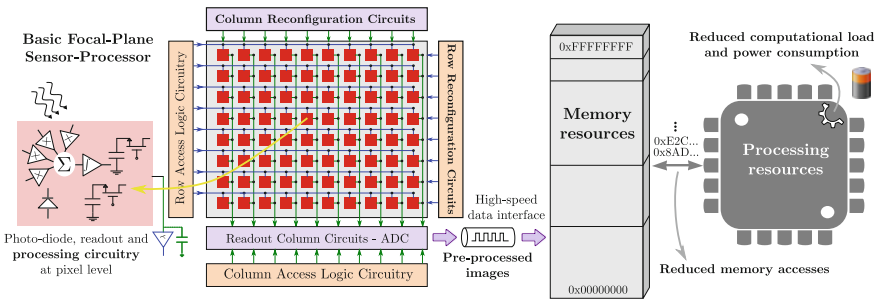 Column Reconfiguration Circuits
Basic Focal-Plane
Sensor-Processor
Row Access Logic Circuitry
Row Reconfiguration Circuits
Σ
Photo-diode, readout and
processing circuitry
at pixel level
Readout Column Circuits - ADC
Column Access Logic Circuitry
High-speed
data interface
Pre-processed
images
0xFFFFFFFF
Memory
resources
0x00000000
Reduced computational load
and power consumption
...
0xE2C...
0x8AD...
Processing
resources
Reduced memory accesses